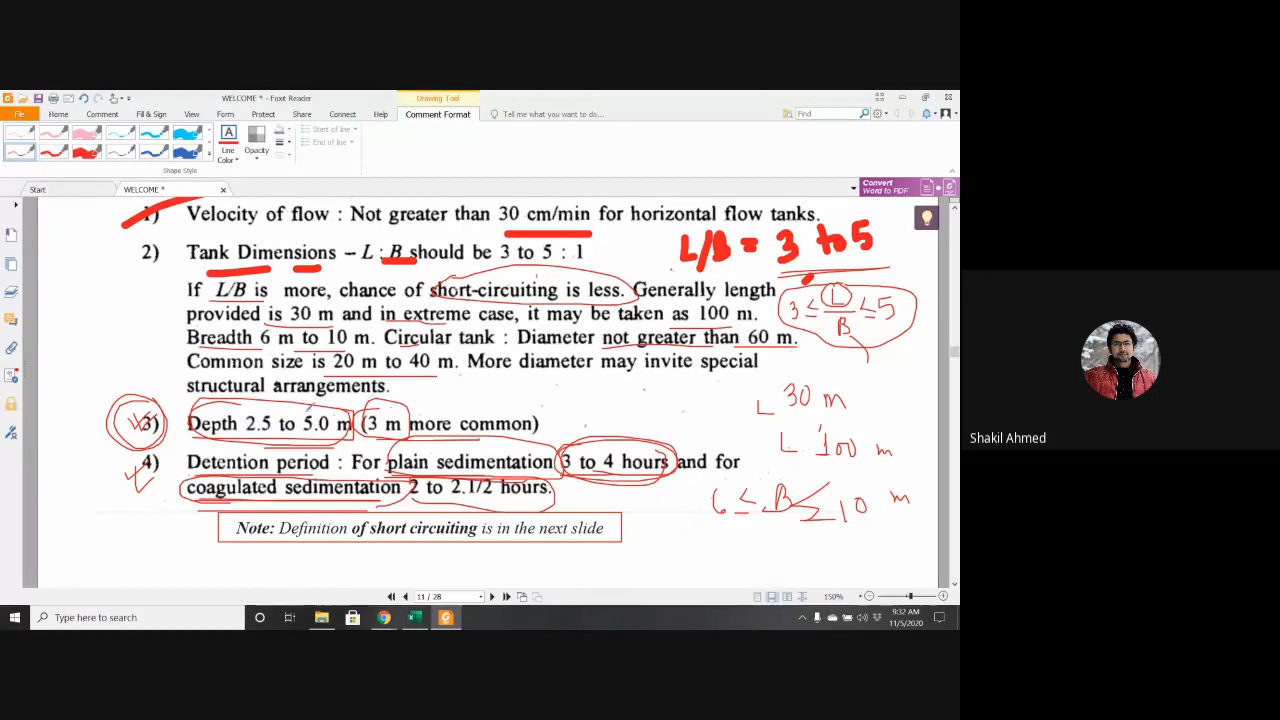 WELCOME * - Foxit Reader
Drawing Tool
File Home Comment Fill & Sign View Form Protect Share Connect Help Comment Format Tell me what you want to do... Find
Line Color
Opacity
Start of line
End of line
Shape Style
Start
WELCOME *
Convert
Word to PDF
1) Velocity of flow : Not greater than 30 cm/min for horizontal flow tanks.
2) Tank Dimensions – L : B should be 3 to 5 : 1
L/B = 3 to 5
If L/B is more, chance of short-circuiting is less. Generally length
provided is 30 m and in extreme case, it may be taken as 100 m.
Breadth 6 m to 10 m. Circular tank : Diameter not greater than 60 m.
Common size is 20 m to 40 m. More diameter may invite special
structural arrangements.
3 ≤ L/B ≤ 5
3) Depth 2.5 to 5.0 m (3 m more common)
L 30 m
L 100 m
4) Detention period : For plain sedimentation 3 to 4 hours and for
coagulated sedimentation 2 to 2.1/2 hours.
6 ≤ B ≤ 10 m
Note: Definition of short circuiting is in the next slide
11 / 28
150%
Type here to search
9:32 AM
11/5/2020
Shakil Ahmed